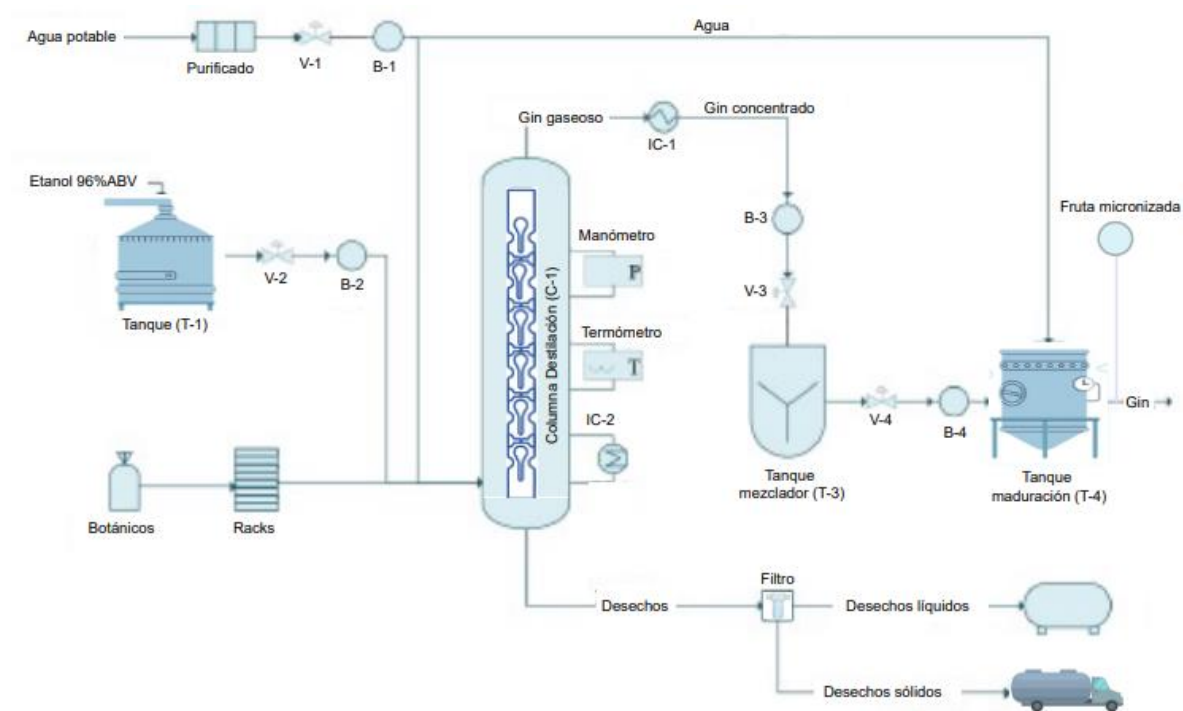 Agua potable
Purificado
V-1
B-1
Agua
Gin gaseoso
IC-1
Gin concentrado
Etanol 96%ABV
V-2
B-2
Tanque (T-1)
Columna Destilación (C-1)
Manómetro
P
Termómetro
T
IC-2
B-3
V-3
Fruta micronizada
V-4
B-4
Gin
Tanque
mezclador (T-3)
Tanque
maduración (T-4)
Botánicos
Racks
Desechos
Filtro
Desechos líquidos
Desechos sólidos